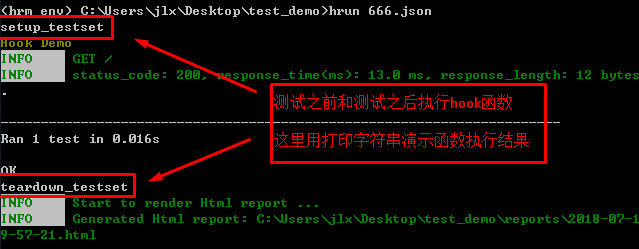 (hrm env) C:\Users\jlx\Desktop\test_demo>hrun 666.json
setup_testset
Hook Demo
INFO GET /
INFO status_code: 200, response_time(ms): 13.0 ms, response_length: 12 bytes
.
测试之前和测试之后执行hook函数
Ran 1 test in 0.016s
这里用打印字符串演示函数执行结果
OK
teardown_testset
INFO Start to render Html report ...
INFO Generated Html report: C:\Users\jlx\Desktop\test_demo\reports\2018-07-1
9-57-21.html